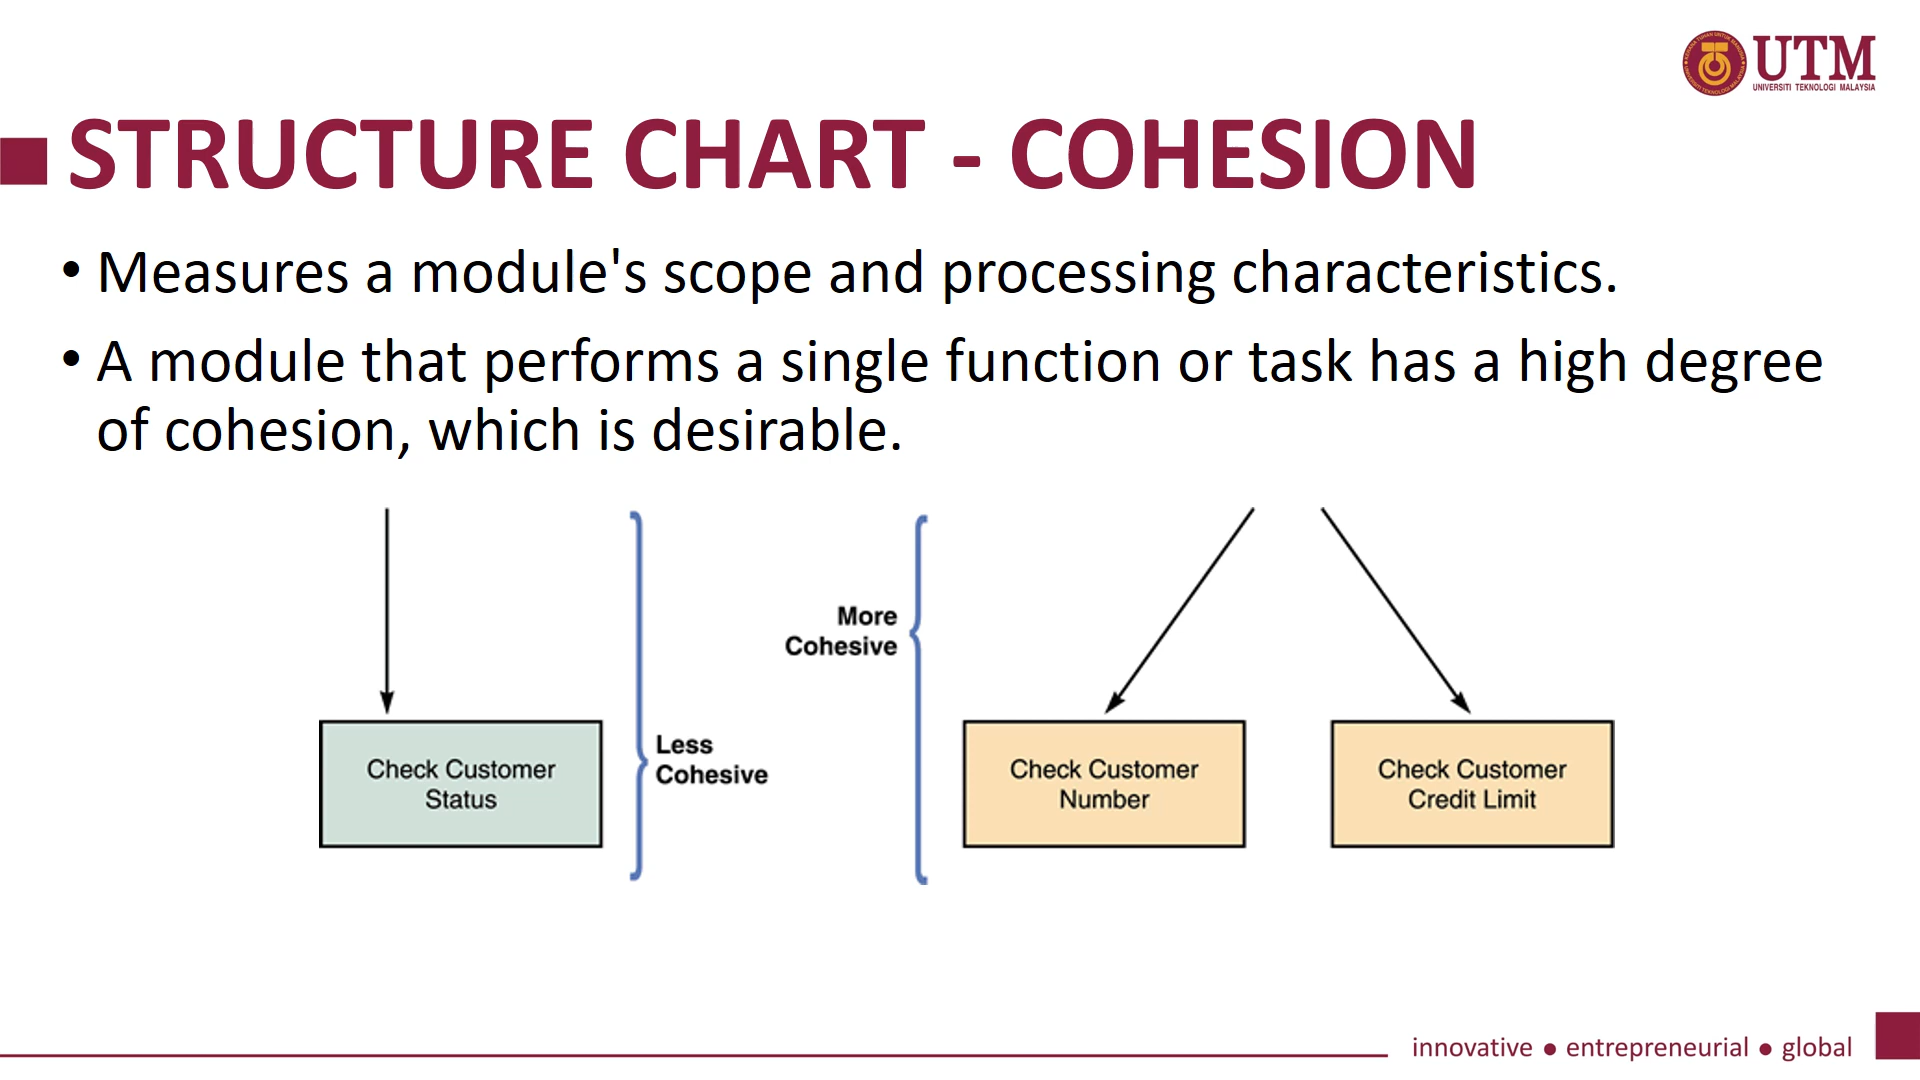 UTM
UNIVERSITI TEKNOLOGI MALAYSIA
STRUCTURE CHART - COHESION
• Measures a module's scope and processing characteristics.
• A module that performs a single function or task has a high degree
of cohesion, which is desirable.
More
Cohesive
Less
Cohesive
Check Customer
Status
Check Customer
Number
Check Customer
Credit Limit
innovative ● entrepreneurial ● global